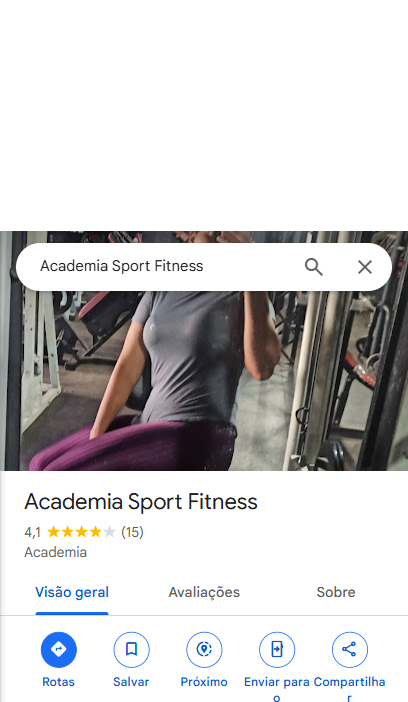 Academia Sport Fitness
Academia Sport Fitness
4,1 (15)
Academia
Visão geral Avaliações Sobre
Rotas Salvar Próximo Enviar para o Compartilhar